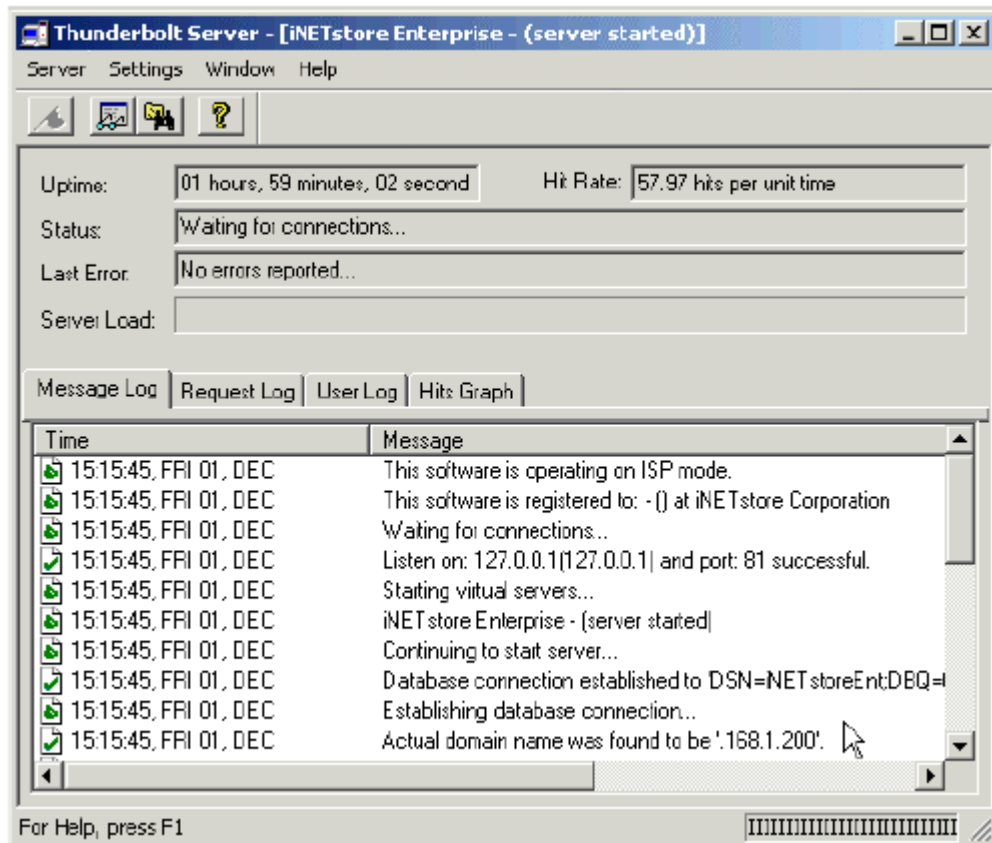 Thunderbolt Server - [iNETstore Enterprise - (server started)]
Server Settings Window Help
Uptime: 01 hours, 59 minutes, 02 second Hit Rate: 57.97 hits per unit time
Status: Waiting for connections...
Last Error: No errors reported...
Server Load:
Message Log Request Log User Log Hits Graph
Time Message
15:15:45, FRI 01, DEC This software is operating on ISP mode.
15:15:45, FRI 01, DEC This software is registered to: - () at iNETstore Corporation
15:15:45, FRI 01, DEC Waiting for connections...
15:15:45, FRI 01, DEC Listen on: 127.0.0.1(127.0.0.1) and port: 81 successful.
15:15:45, FRI 01, DEC Starting virtual servers...
15:15:45, FRI 01, DEC iNETstore Enterprise - (server started)
15:15:45, FRI 01, DEC Continuing to start server...
15:15:45, FRI 01, DEC Database connection established to 'DSN=iNETstoreEnt;DBQ=
15:15:45, FRI 01, DEC Establishing database connection...
15:15:45, FRI 01, DEC Actual domain name was found to be '.168.1.200'.
For Help, press F1